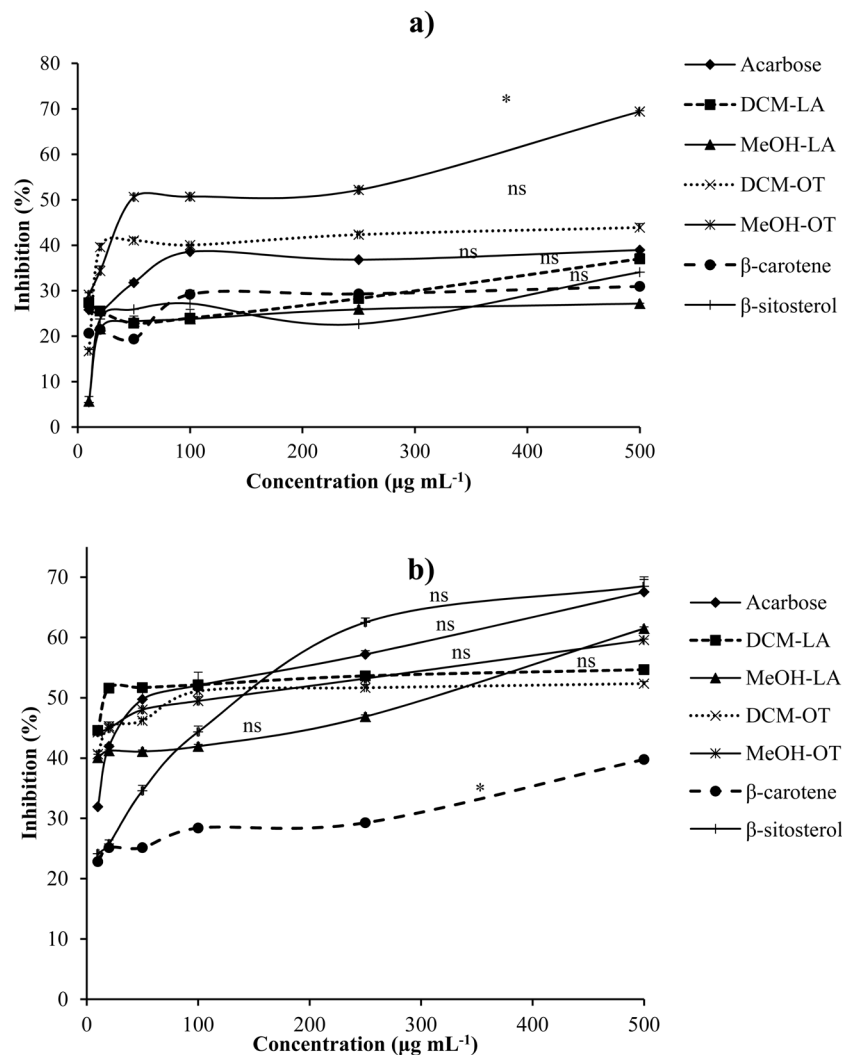 a)
80
70
60
50
40
30
20
10
0
Inhibition (%)
*
ns
ns
ns
ns
0 100 200 300 400 500
Concentration (µg mL-1)
Acarbose
DCM-LA
MeOH-LA
DCM-OT
MeOH-OT
β-carotene
β-sitosterol
b)
70
60
50
40
30
20
10
0
Inhibition (%)
ns
ns
ns
ns
ns
*
0 100 200 300 400 500
Concentration (µg mL-1)
Acarbose
DCM-LA
MeOH-LA
DCM-OT
MeOH-OT
β-carotene
β-sitosterol